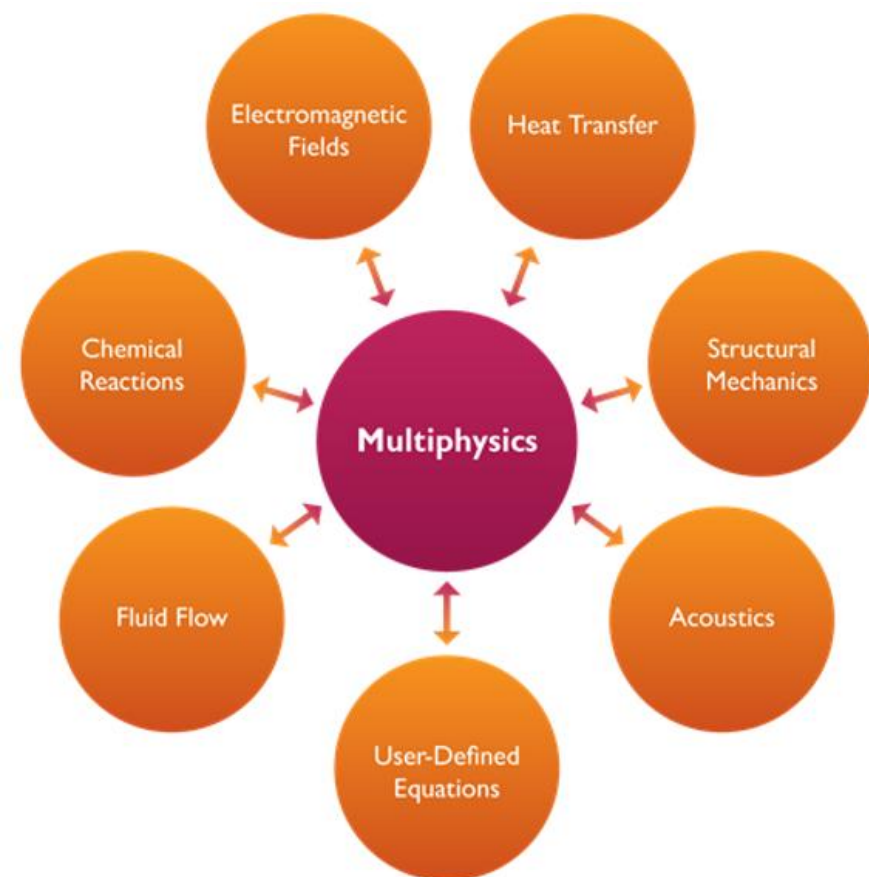 Electromagnetic
Fields
Heat Transfer
Chemical
Reactions
Structural
Mechanics
Multiphysics
Fluid Flow
Acoustics
User-Defined
Equations